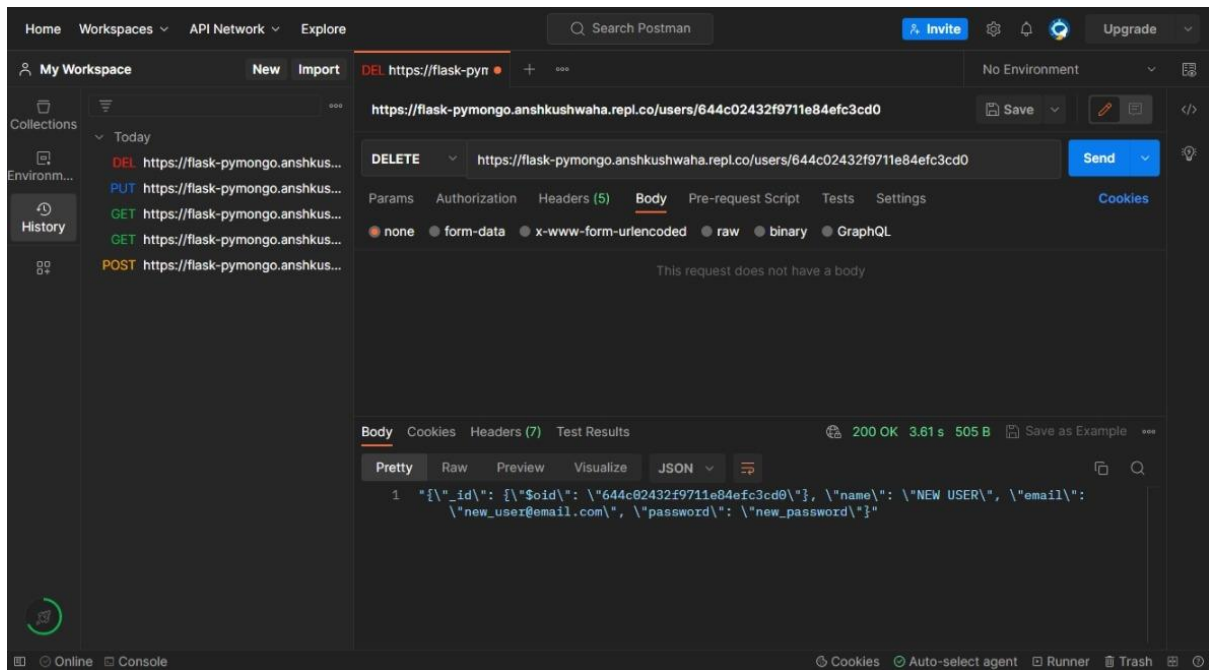 Home Workspaces API Network Explore Search Postman Invite Upgrade
My Workspace New Import DEL https://flask-pym No Environment
Collections
Environm...
History
Today
DEL https://flask-pymongo.anshkus...
PUT https://flask-pymongo.anshkus...
GET https://flask-pymongo.anshkus...
GET https://flask-pymongo.anshkus...
POST https://flask-pymongo.anshkus...
https://flask-pymongo.anshkushwaha.repl.co/users/644c02432f9711e84efc3cd0 Save
DELETE https://flask-pymongo.anshkushwaha.repl.co/users/644c02432f9711e84efc3cd0 Send
Params Authorization Headers (5) Body Pre-request Script Tests Settings Cookies
none form-data x-www-form-urlencoded raw binary GraphQL
This request does not have a body
Body Cookies Headers (7) Test Results 200 OK 3.61 s 505 B Save as Example
Pretty Raw Preview Visualize JSON
1 "{\"_id\": {\"$oid\": \"644c02432f9711e84efc3cd0\"}, \"name\": \"NEW USER\", \"email\":
\"new_user@email.com\", \"password\": \"new_password\"}"
Online Console Cookies Auto-select agent Runner Trash